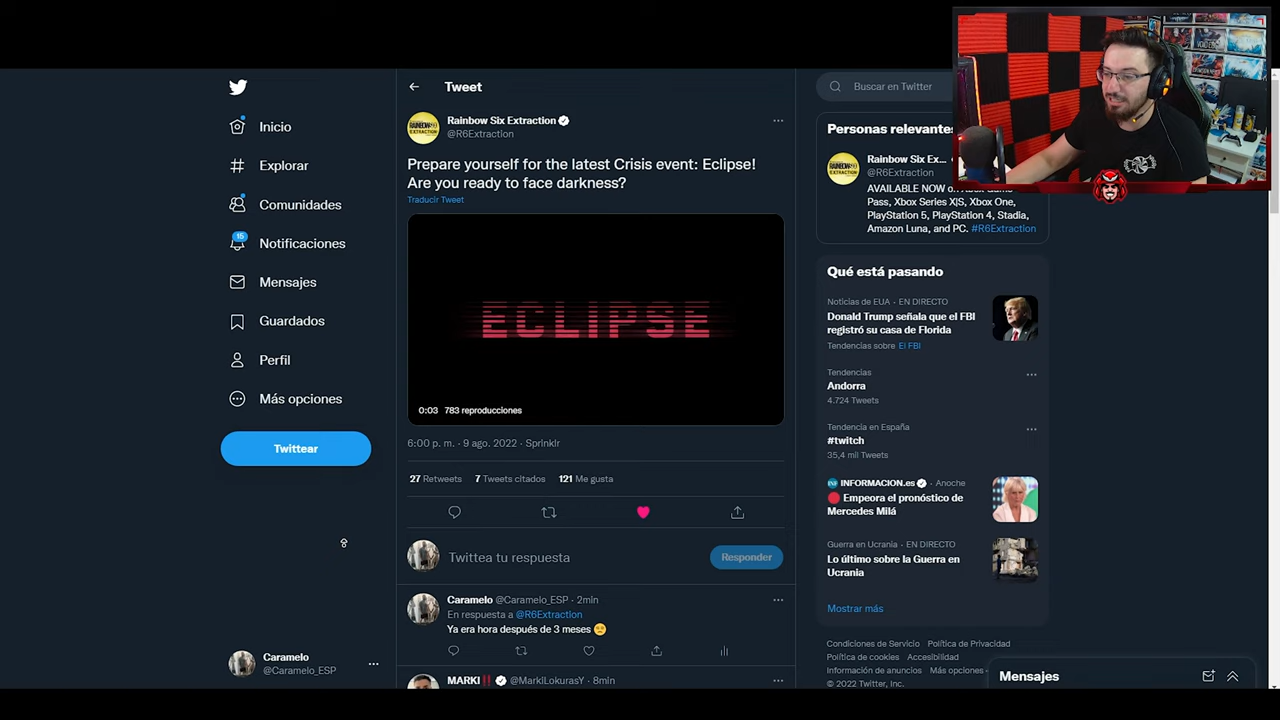 Tweet
Buscar en Twitter
Inicio
Explorar
Comunidades
15
Notificaciones
Mensajes
Guardados
Perfil
Más opciones
Twittear
Caramelo
@Caramelo_ESP
RAINBOW SIX
EXTRACTION
Rainbow Six Extraction
@R6Extraction
Prepare yourself for the latest Crisis event: Eclipse!
Are you ready to face darkness?
Traducir Tweet
ECLIPSE
0:03 783 reproducciones
6:00 p. m. · 9 ago. 2022 · Sprinklr
27 Retweets 7 Tweets citados 121 Me gusta
Twittea tu respuesta
Responder
Caramelo @Caramelo_ESP · 2min
En respuesta a @R6Extraction
Ya era hora después de 3 meses 😢
MARKI‼️ @MarkiLokurasY · 8min
Personas relevantes
Rainbow Six Ex...
@R6Extraction
AVAILABLE NOW on Xbox Game
Pass, Xbox Series X|S, Xbox One,
PlayStation 5, PlayStation 4, Stadia,
Amazon Luna, and PC. #R6Extraction
Qué está pasando
Noticias de EUA · EN DIRECTO
Donald Trump señala que el FBI
registró su casa de Florida
Tendencias sobre El FBI
Tendencias
Andorra
4.724 Tweets
Tendencia en España
#twitch
35,4 mil Tweets
INFORMACION.es · Anoche
🔴 Empeora el pronóstico de
Mercedes Milá
Guerra en Ucrania · EN DIRECTO
Lo último sobre la Guerra en
Ucrania
Mostrar más
Condiciones de Servicio Política de Privacidad
Política de cookies Accesibilidad
Información de anuncios Más opciones
© 2022 Twitter, Inc.
Mensajes